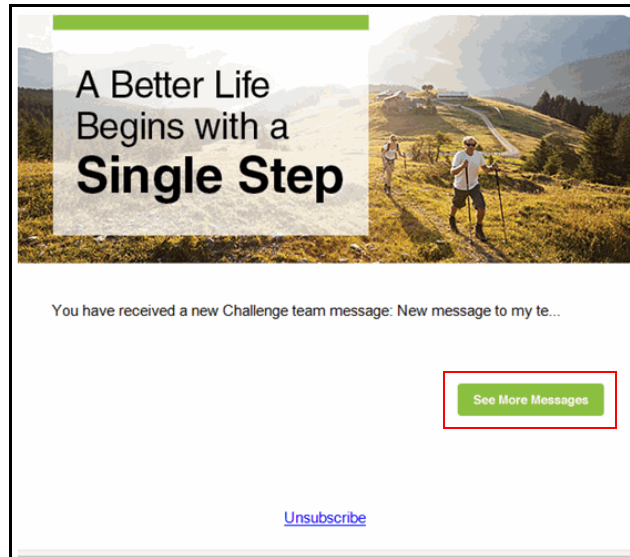 A Better Life
Begins with a
Single Step
You have received a new Challenge team message: New message to my te...
See More Messages
Unsubscribe